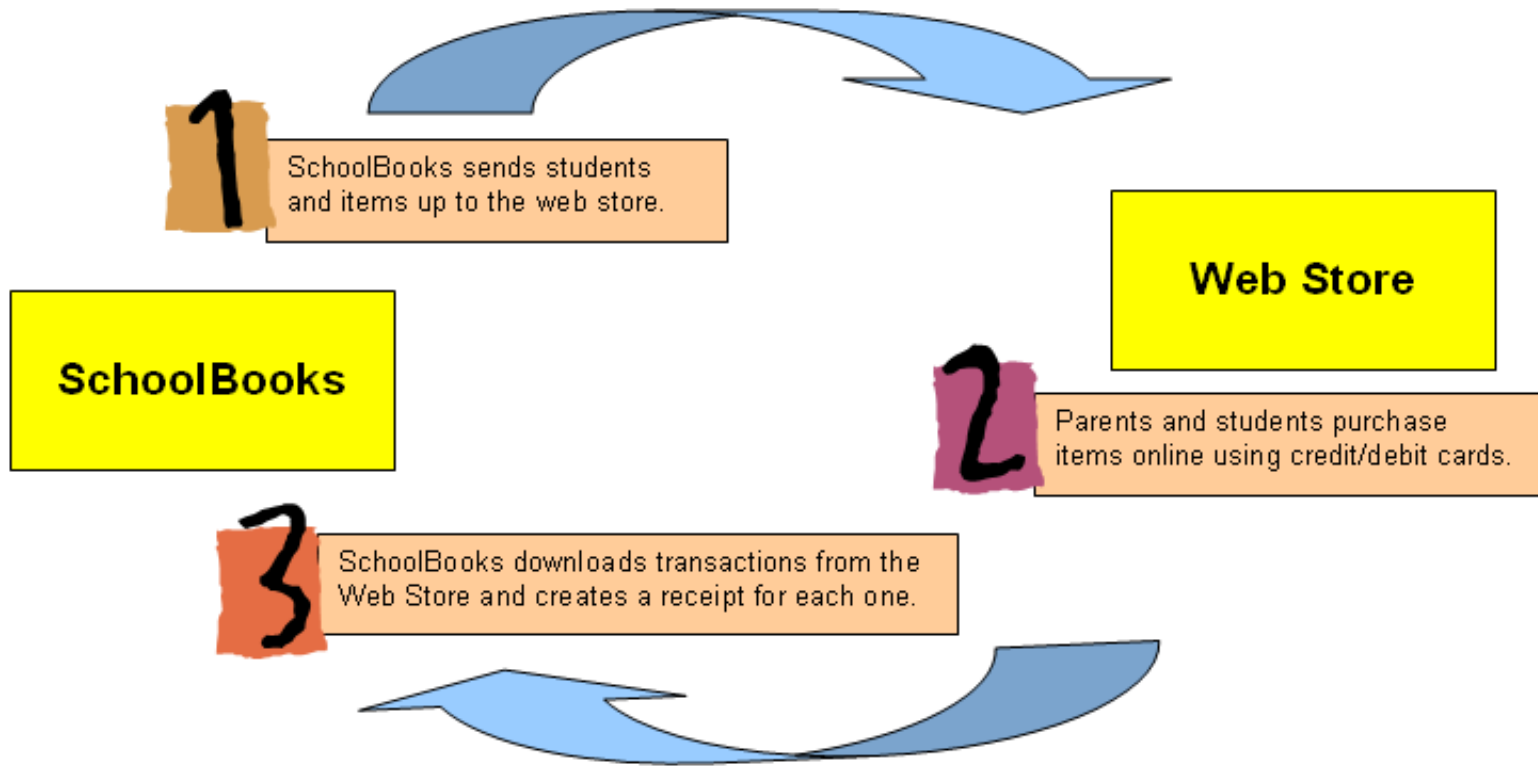 1
SchoolBooks sends students
and items up to the web store.
Web Store
SchoolBooks
2
Parents and students purchase
items online using credit/debit cards.
3
SchoolBooks downloads transactions from the
Web Store and creates a receipt for each one.